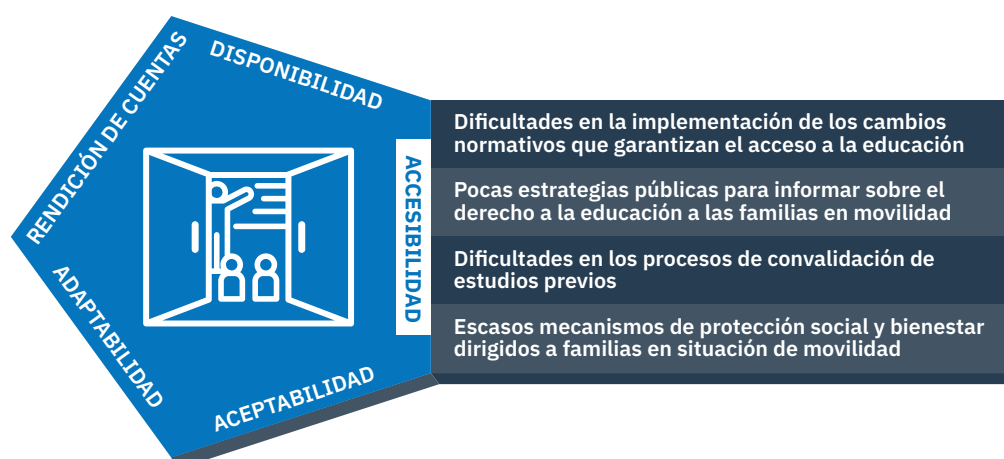 RENDICIÓN DE CUENTAS
DISPONIBILIDAD
ACCESIBILIDAD
ACEPTABILIDAD
ADAPTABILIDAD
Dificultades en la implementación de los cambios
normativos que garantizan el acceso a la educación
Pocas estrategias públicas para informar sobre el
derecho a la educación a las familias en movilidad
Dificultades en los procesos de convalidación de
estudios previos
Escasos mecanismos de protección social y bienestar
dirigidos a familias en situación de movilidad